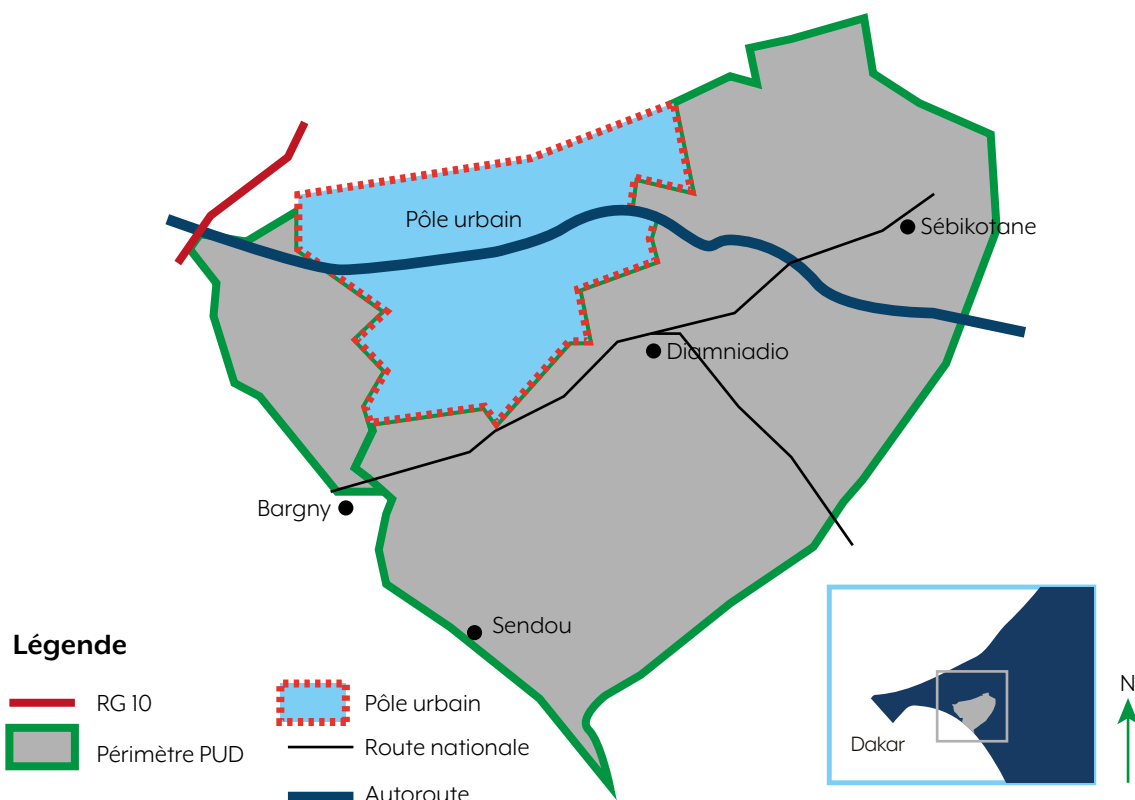 Pôle urbain
Sébikotane
Diamniadio
Bargny
Sendou
Légende
RG 10
Périmètre PUD
Pôle urbain
Route nationale
Autoroute
Dakar
N